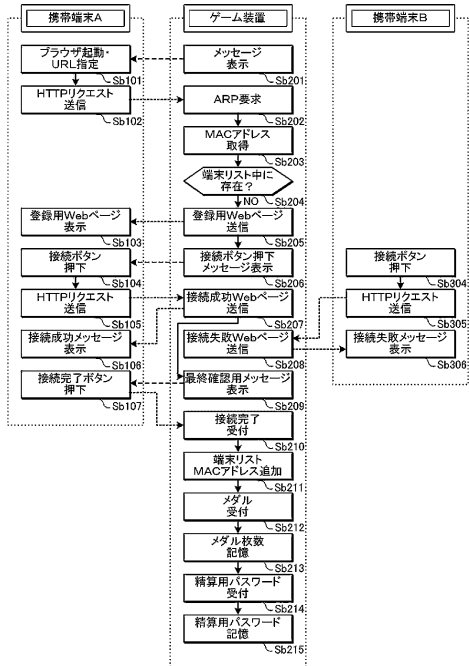 携帯端末A
ゲーム装置
携帯端末B
ブラウザ起動・
URL指定
Sb101
メッセージ
表示
Sb201
HTTPリクエスト
送信
Sb102
ARP要求
Sb202
MACアドレス
取得
Sb203
端末リスト中に
存在?
Sb204
NO
登録用Webページ
表示
Sb103
登録用Webページ
送信
Sb205
接続ボタン
押下
Sb104
接続ボタン押下
メッセージ表示
Sb206
接続ボタン
押下
Sb304
HTTPリクエスト
送信
Sb105
接続成功Webページ
送信
Sb207
HTTPリクエスト
送信
Sb305
接続成功メッセージ
表示
Sb106
接続失敗Webページ
送信
Sb208
接続失敗メッセージ
表示
Sb306
接続完了ボタン
押下
Sb107
最終確認用メッセージ
表示
Sb209
接続完了
受付
Sb210
端末リスト
MACアドレス追加
Sb211
メダル
受付
Sb212
メダル枚数
記憶
Sb213
精算用パスワード
受付
Sb214
精算用パスワード
記憶
Sb215